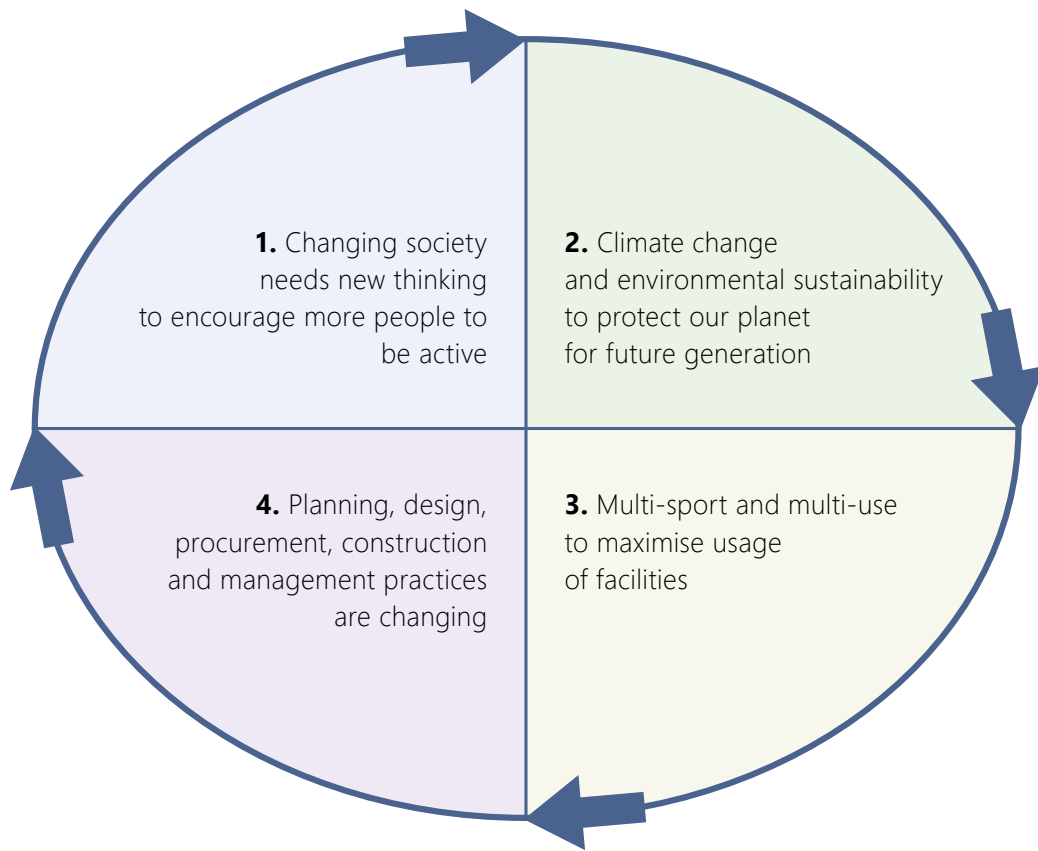 1. Changing society
needs new thinking
to encourage more people to
be active
2. Climate change
and environmental sustainability
to protect our planet
for future generation
3. Multi-sport and multi-use
to maximise usage
of facilities
4. Planning, design,
procurement, construction
and management practices
are changing